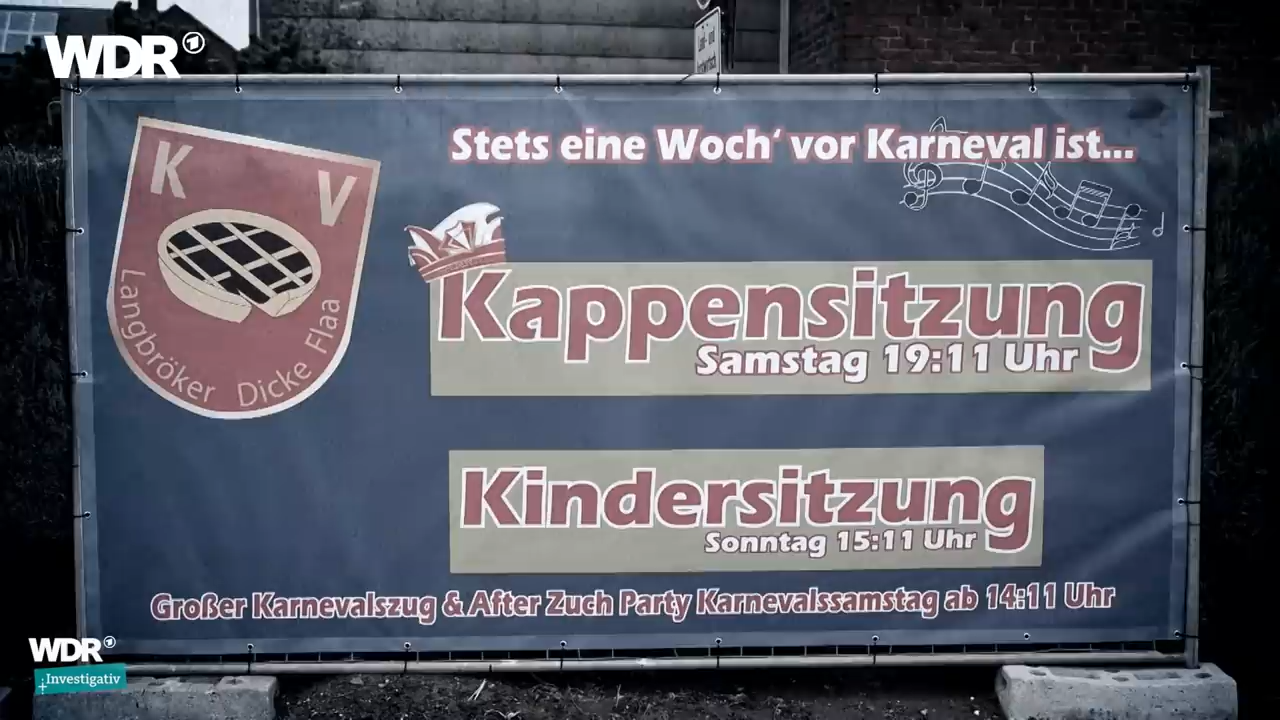 WDR
K V
Langbröker Dicke Flaa
Stets eine Woch' vor Karneval ist...
Kappensitzung
Samstag 19:11 Uhr
Kindersitzung
Sonntag 15:11 Uhr
Großer Karnevalszug & After Zuch Party Karnevalssamstag ab 14:11 Uhr
WDR
Investigativ